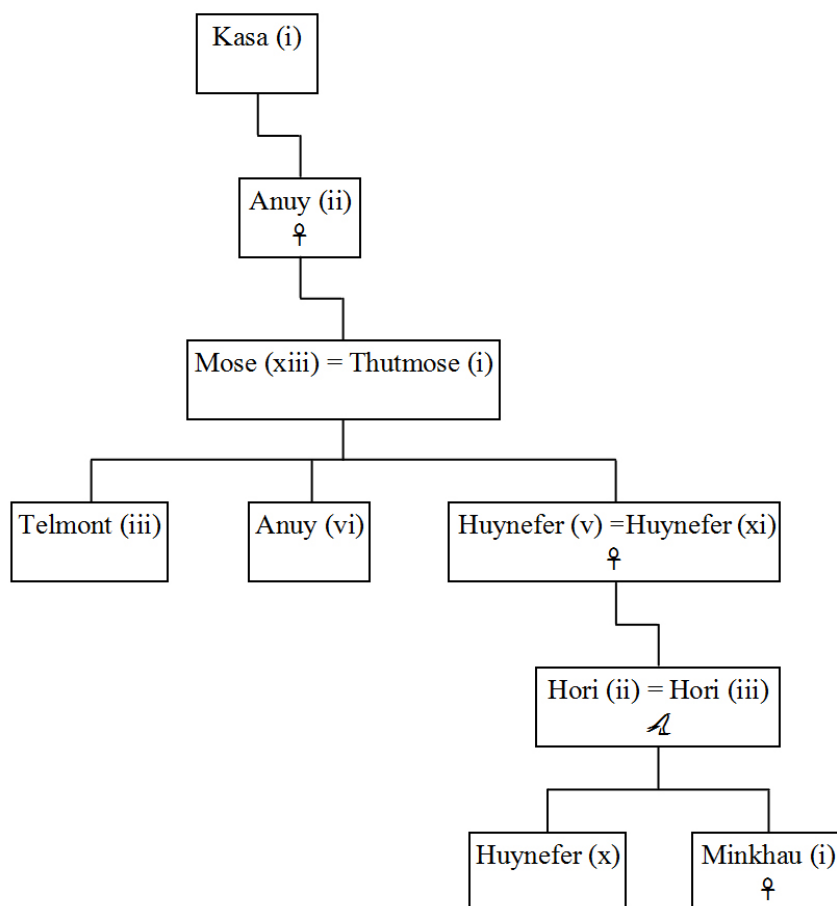 Kasa (i)
Anuy (ii)
𓋹
Mose (xiii) = Thutmose (i)
Telmont (iii)
Anuy (vi)
Huynefer (v) =Huynefer (xi)
𓋹
Hori (ii) = Hori (iii)
Huynefer (x)
Minkhau (i)
𓋹